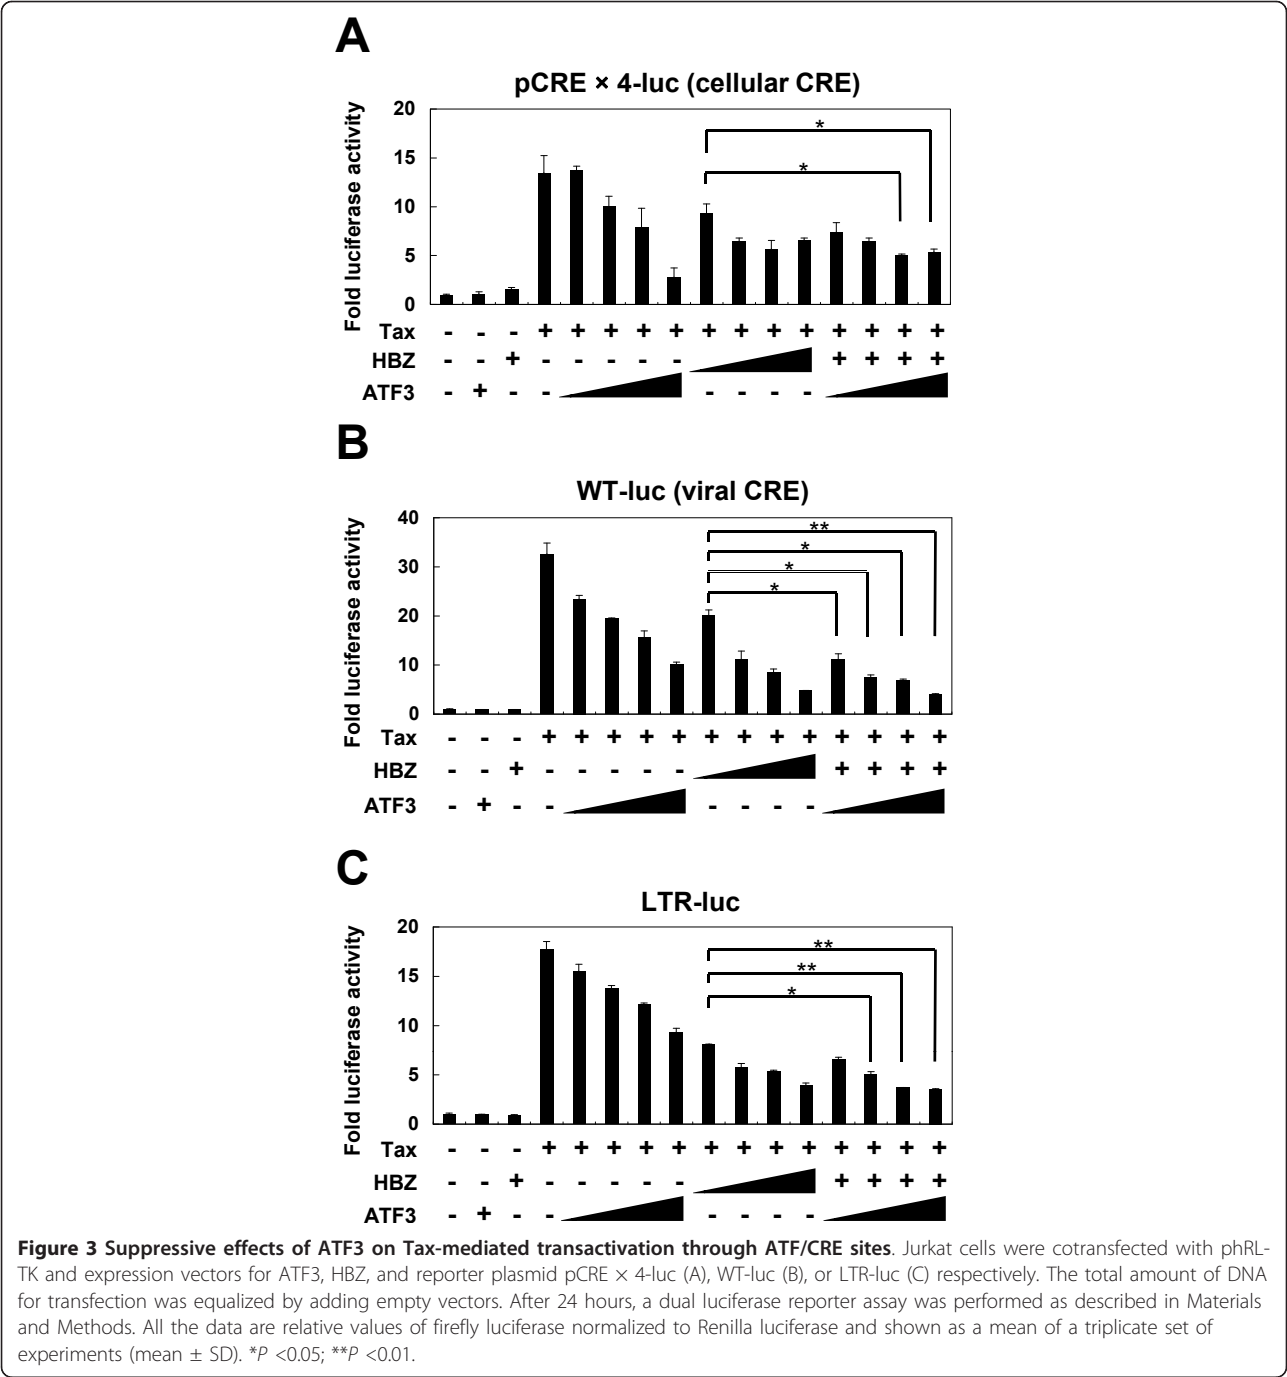 A
pCRE × 4-luc (cellular CRE)
Fold luciferase activity
20
15
10
5
0
*
*
Tax - - - + + + + + + + + + + + + +
HBZ - - + - - - - - + + + +
ATF3 - + - - - - - -
B
WT-luc (viral CRE)
Fold luciferase activity
40
30
20
10
0
**
*
*
*
Tax - - - + + + + + + + + + + + + +
HBZ - - + - - - - - + + + +
ATF3 - + - - - - - -
C
LTR-luc
Fold luciferase activity
20
15
10
5
0
**
**
*
Tax - - - + + + + + + + + + + + + +
HBZ - - + - - - - - + + + +
ATF3 - + - - - - - -
Figure 3 Suppressive effects of ATF3 on Tax-mediated transactivation through ATF/CRE sites. Jurkat cells were cotransfected with phRL-
TK and expression vectors for ATF3, HBZ, and reporter plasmid pCRE × 4-luc (A), WT-luc (B), or LTR-luc (C) respectively. The total amount of DNA
for transfection was equalized by adding empty vectors. After 24 hours, a dual luciferase reporter assay was performed as described in Materials
and Methods. All the data are relative values of firefly luciferase normalized to Renilla luciferase and shown as a mean of a triplicate set of
experiments (mean ± SD). *P <0.05; **P <0.01.